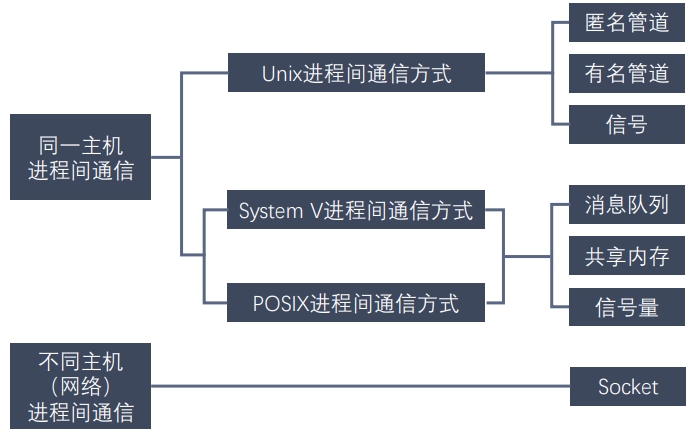 同一主机
进程间通信
Unix进程间通信方式
匿名管道
有名管道
信号
System V进程间通信方式
POSIX进程间通信方式
消息队列
共享内存
信号量
不同主机
（网络）
进程间通信
Socket